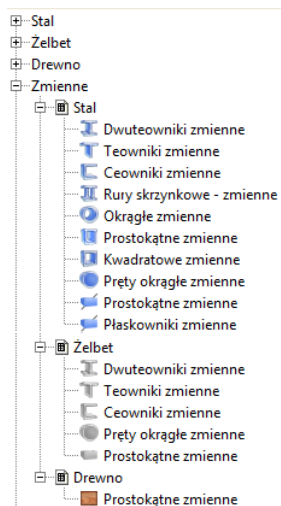 Stal
Żelbet
Drewno
Zmienne
Stal
Dwuteowniki zmienne
Teowniki zmienne
Ceowniki zmienne
Rury skrzynkowe - zmienne
Okrągłe zmienne
Prostokątne zmienne
Kwadratowe zmienne
Pręty okrągłe zmienne
Prostokątne zmienne
Płaskowniki zmienne
Żelbet
Dwuteowniki zmienne
Teowniki zmienne
Ceowniki zmienne
Pręty okrągłe zmienne
Prostokątne zmienne
Drewno
Prostokątne zmienne